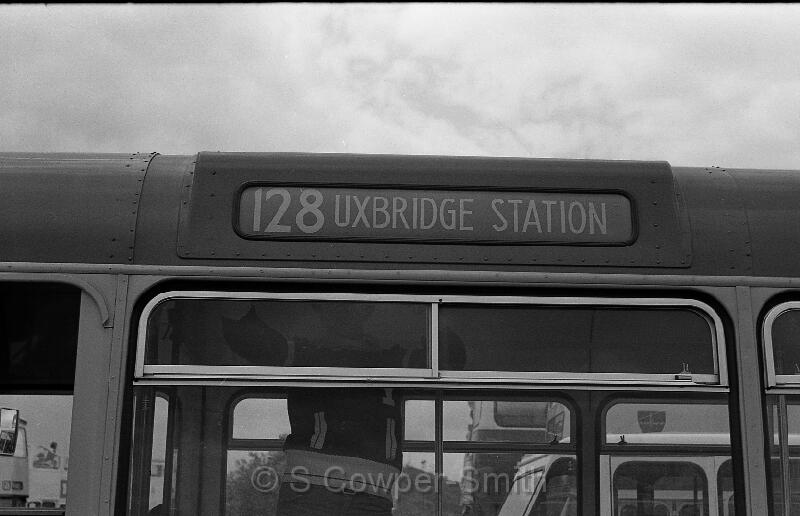 128 UXBRIDGE STATION
© S Cowper Smith